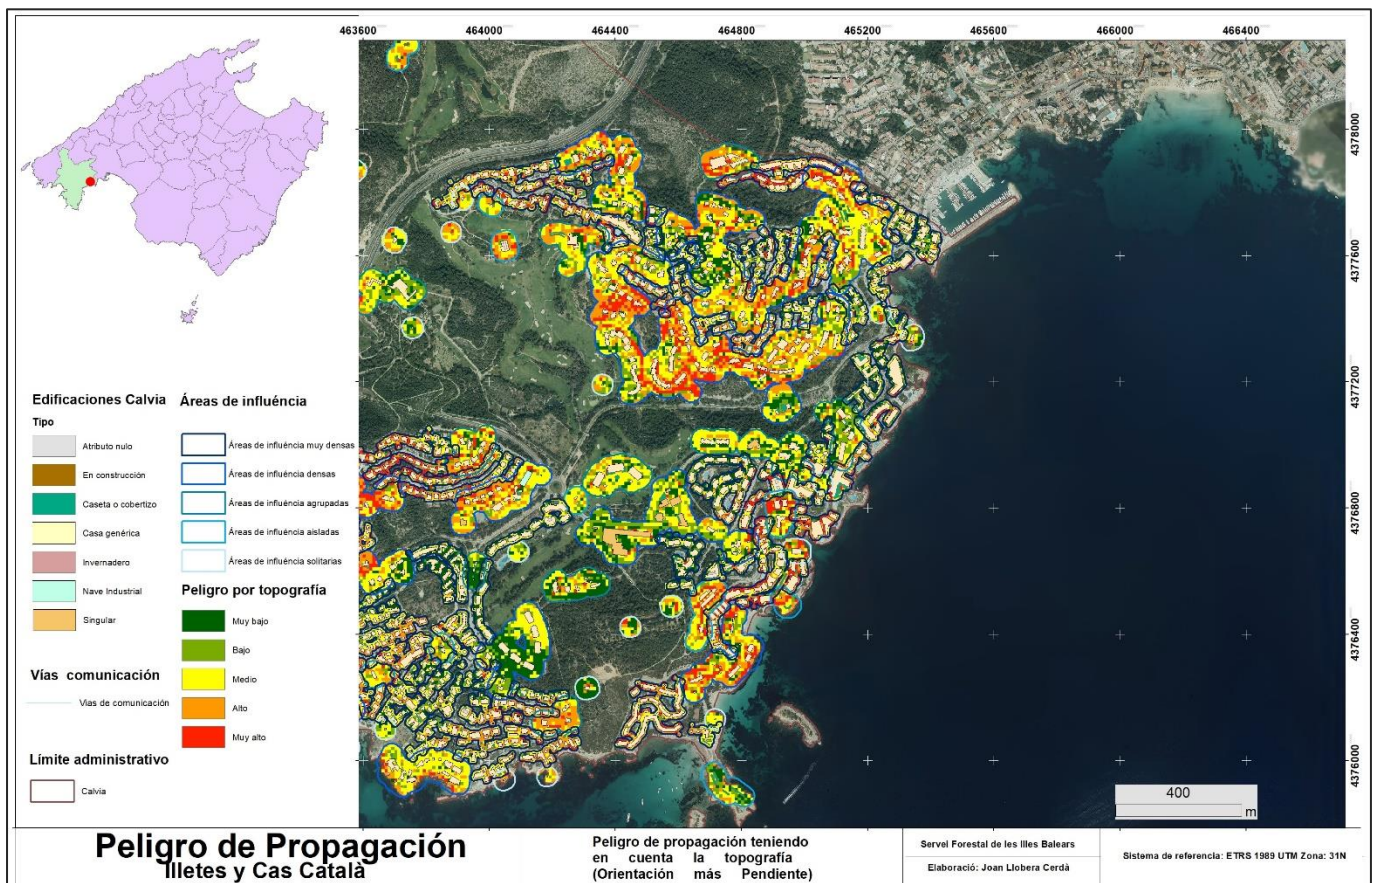 463600 464000 464400 464800 465200 465600 466000 466400
4378000
4377600
4377200
4376800
4376400
4376000
Edificaciones Calvia
Tipo
Atributo nulo
En construcción
Caseta o cobertizo
Casa genérica
Invernadero
Nave Industrial
Singular
Vías comunicación
Vias de comunicación
Límite administrativo
Calvia
Áreas de influéncia
Áreas de influéncia muy densas
Áreas de influéncia densas
Áreas de influéncia agrupadas
Áreas de influéncia aisladas
Áreas de influéncia solitarias
Peligro por topografía
Muy bajo
Bajo
Medio
Alto
Muy alto
400
m
Peligro de Propagación
Illetes y Cas Català
Peligro de propagación teniendo
en cuenta la topografía
(Orientación más Pendiente)
Servei Forestal de les Illes Balears
Elaboració: Joan Llobera Cerdà
Sistema de referencia: ETRS 1989 UTM Zona: 31N